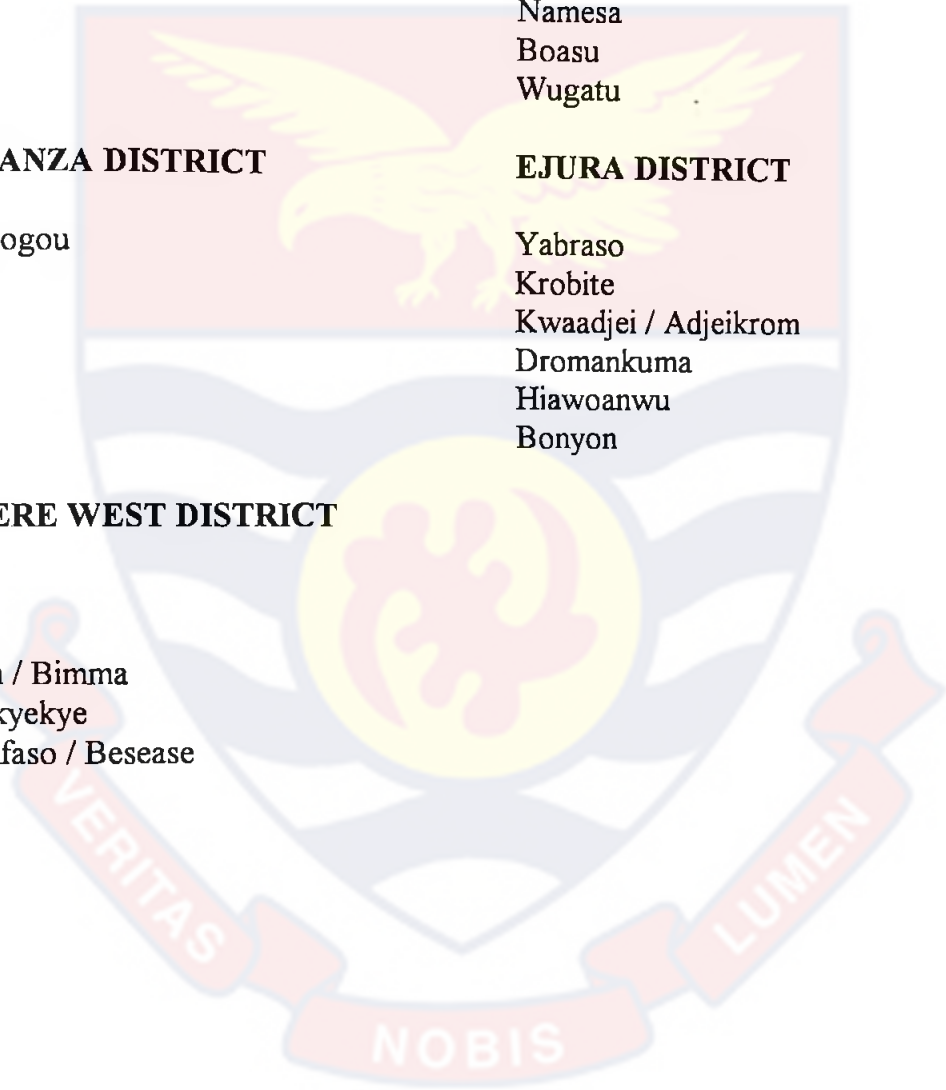 Namesa
Boasu
Wugatu
ANZA DISTRICT
ogou
ERE WEST DISTRICT
/ Bimma
kyekye
faso / Besease
EJURA DISTRICT
Yabraso
Krobite
Kwaadjei / Adjeikrom
Dromankuma
Hiawoanwu
Bonyon
VERITAS
NOBIS
LUMEN